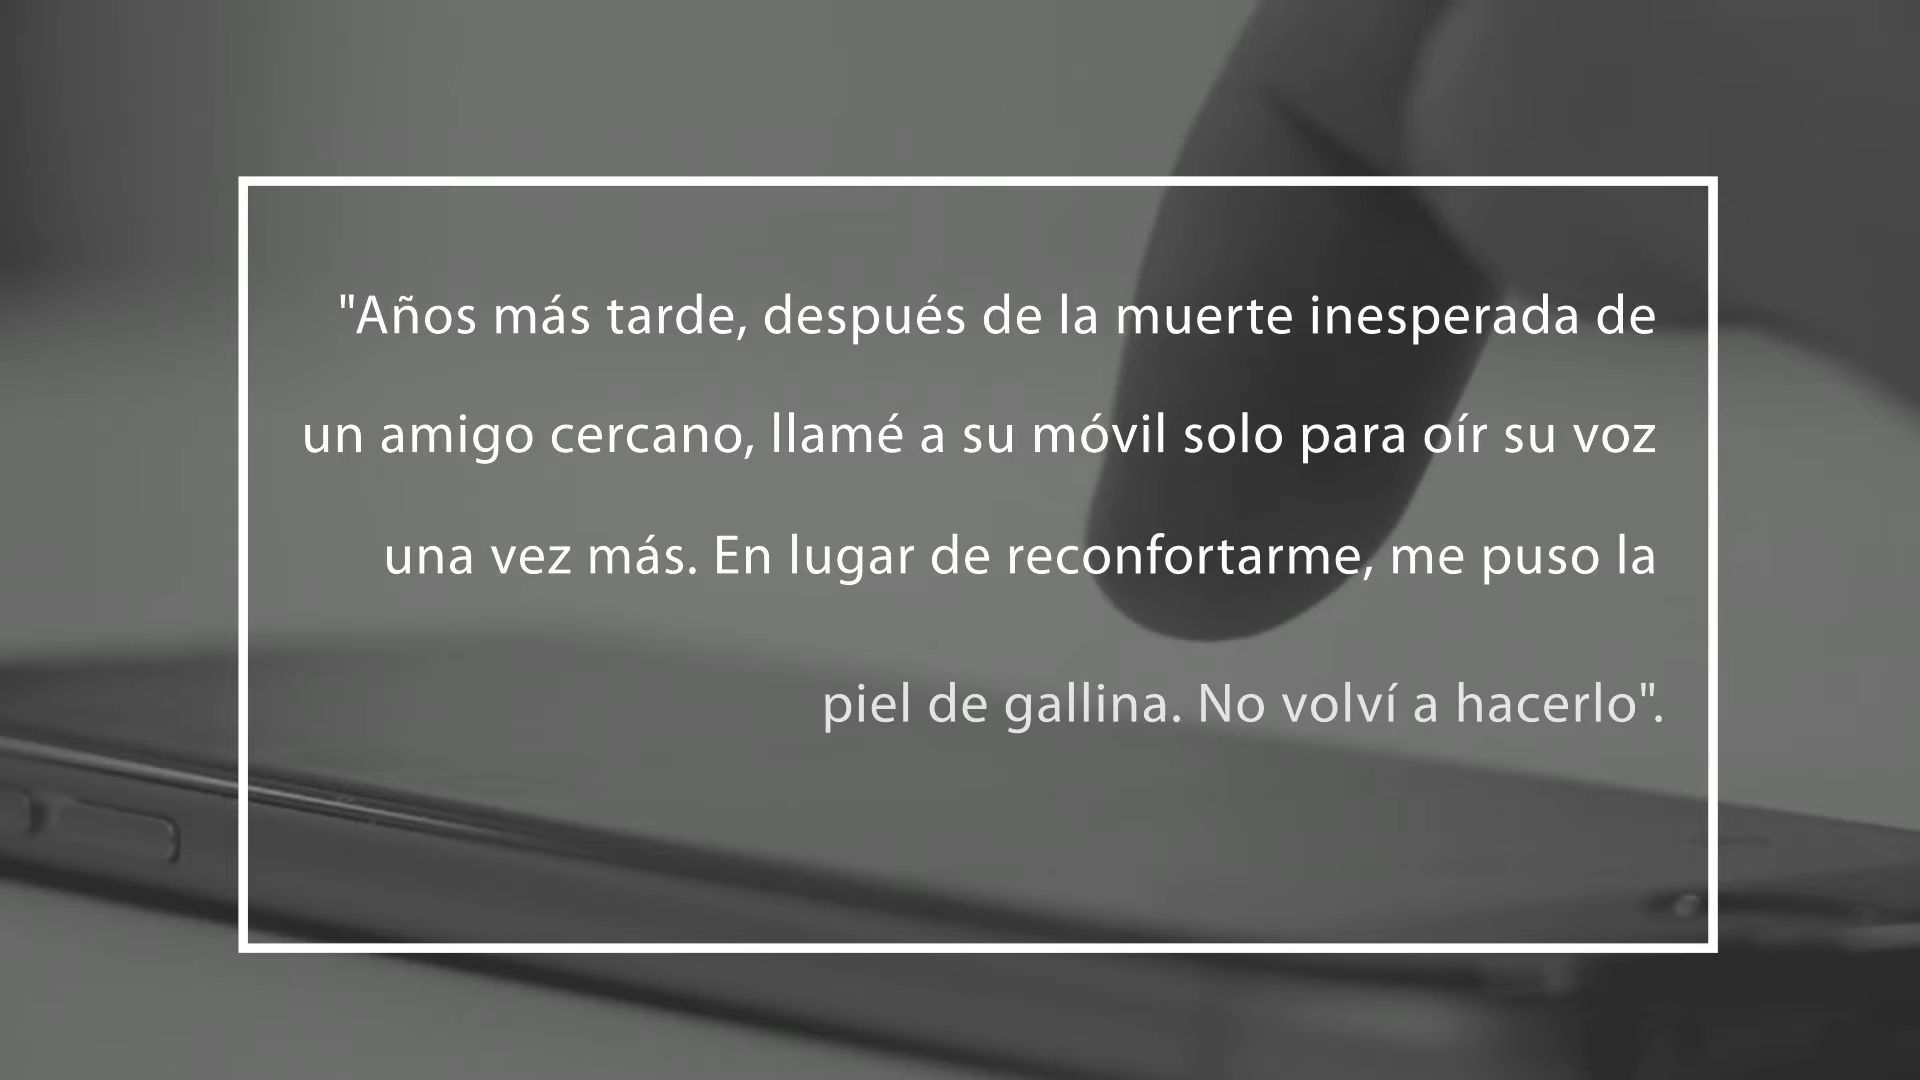 "Años más tarde, después de la muerte inesperada de
un amigo cercano, llamé a su móvil solo para oír su voz
una vez más. En lugar de reconfortarme, me puso la
piel de gallina. No volví a hacerlo".